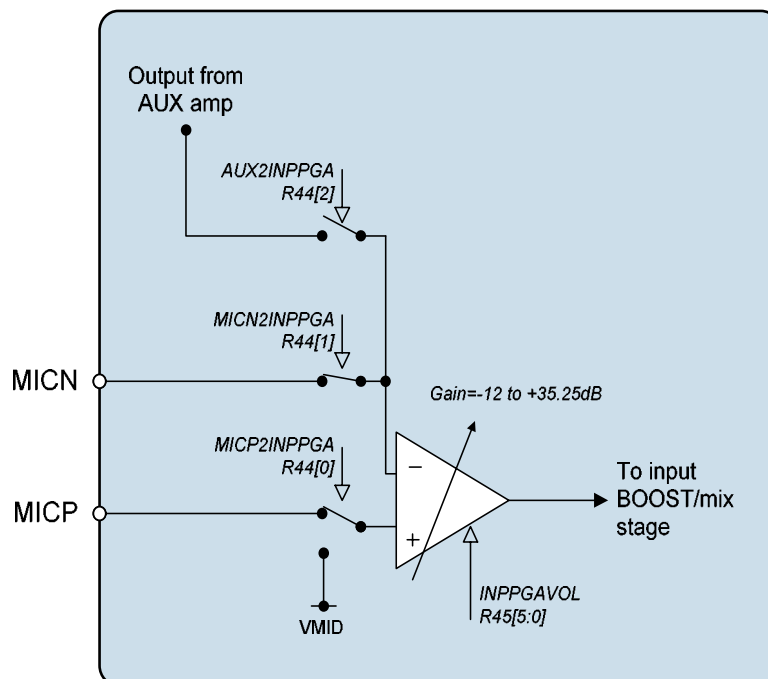 Output from
AUX amp
AUX2INPPGA
R44[2]
MICN2INPPGA
R44[1]
MICN
Gain=-12 to +35.25dB
MICP2INPPGA
R44[0]
MICP
−
+
To input
BOOST/mix
stage
INPPGAVOL
R45[5:0]
VMID